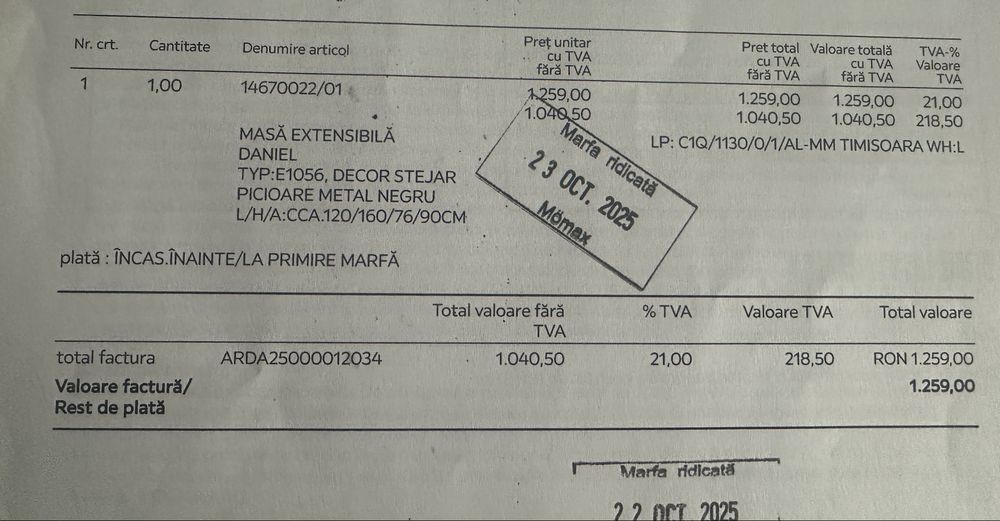 Nr. crt. Cantitate Denumire articol Preț unitar cu TVA fără TVA Pret total cu TVA fără TVA Valoare totală cu TVA fără TVA TVA-% Valoare TVA
1 1,00 14670022/01 1.259,00 1.259,00 1.259,00 21,00
1.040,50 1.040,50 1.040,50 218,50
LP: C1Q/1130/0/1/AL-MM TIMISOARA WH:L
MASĂ EXTENSIBILĂ
DANIEL
TYP:E1056, DECOR STEJAR
PICIOARE METAL NEGRU
L/H/A:CCA.120/160/76/90CM
Marfa ridicată
23 OCT. 2025
Mömax
plată : ÎNCAS.ÎNAINTE/LA PRIMIRE MARFĂ
Total valoare fără TVA % TVA Valoare TVA Total valoare
total factura ARDA25000012034 1.040,50 21,00 218,50 RON 1.259,00
Valoare factură/ 1.259,00
Rest de plată
Marfa ridicată
22 OCT. 2025